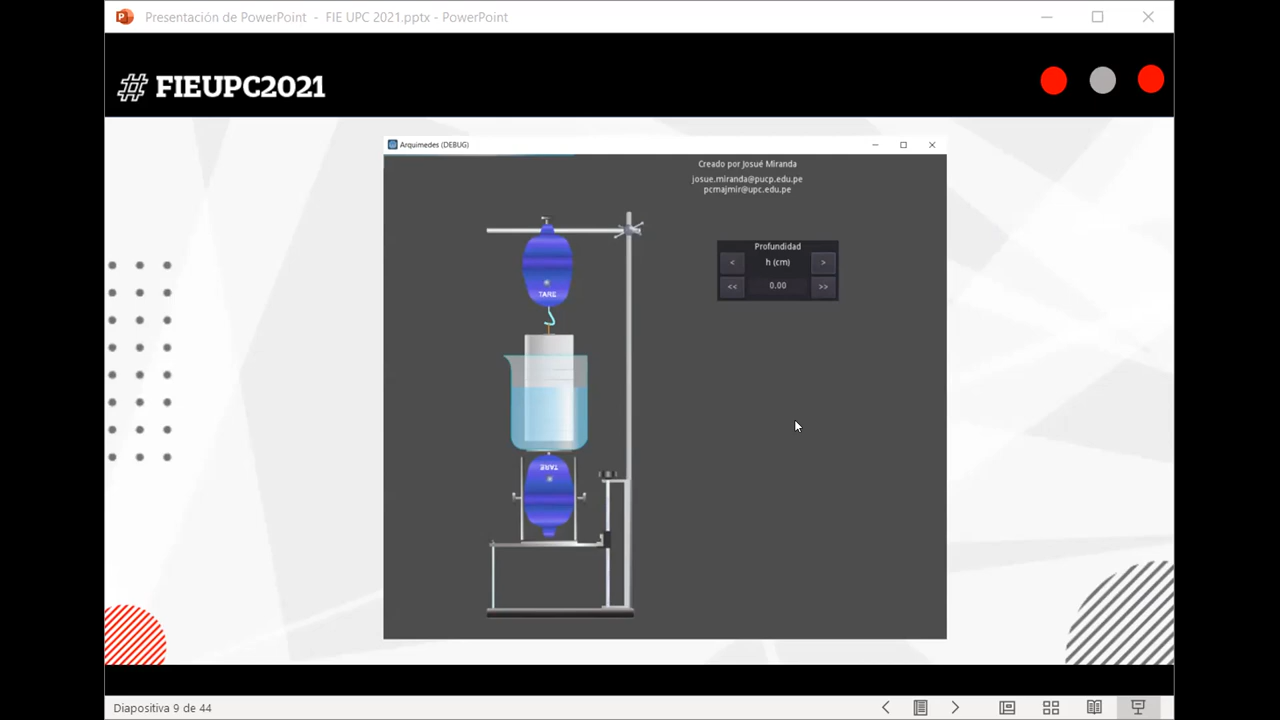 Presentación de PowerPoint - FIE UPC 2021.pptx - PowerPoint
# FIEUPC2021
Arquimedes (DEBUG)
Creado por Josué Miranda
josue.miranda@pucp.edu.pe
pcmajmir@upc.edu.pe
Profundidad
< h (cm) >
<< 0.00 >>
TARE
TARE
Diapositiva 9 de 44